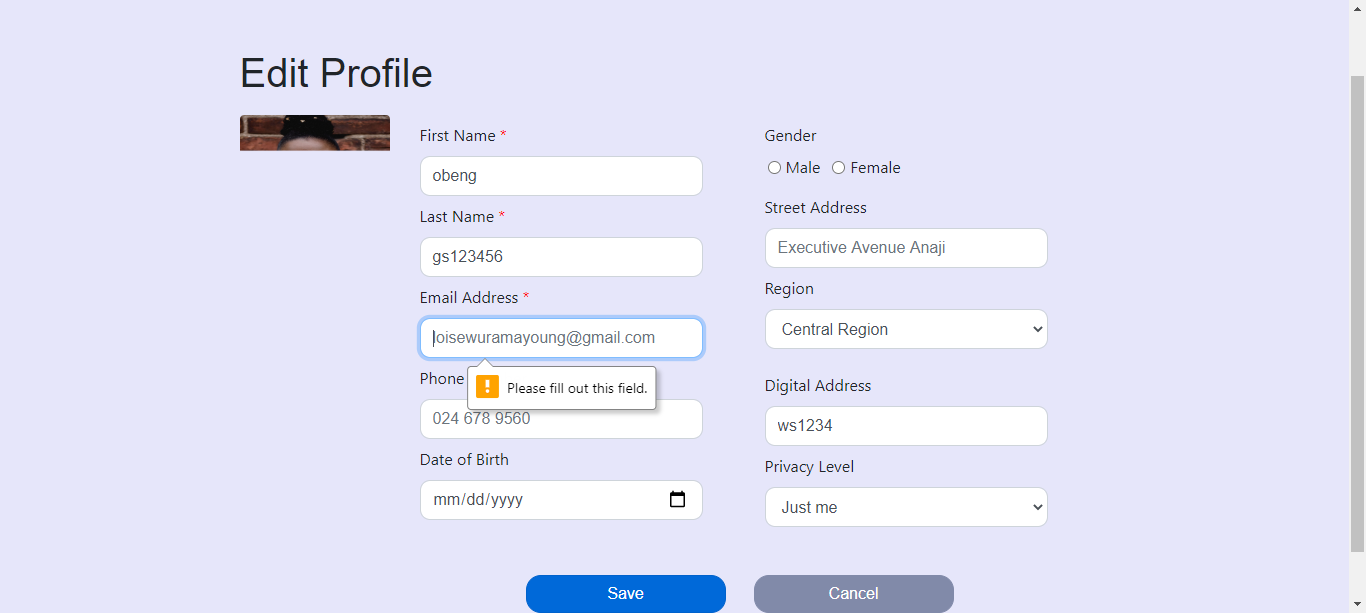 Edit Profile
First Name *
obeng
Last Name *
gs123456
Email Address *
loisewuramayoung@gmail.com
Please fill out this field.
Phone
024 678 9560
Date of Birth
mm/dd/yyyy
Gender
Male Female
Street Address
Executive Avenue Anaji
Region
Central Region
Digital Address
ws1234
Privacy Level
Just me
Save
Cancel